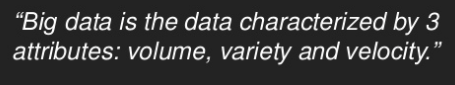 “Big data is the data characterized by 3
attributes: volume, variety and velocity.”